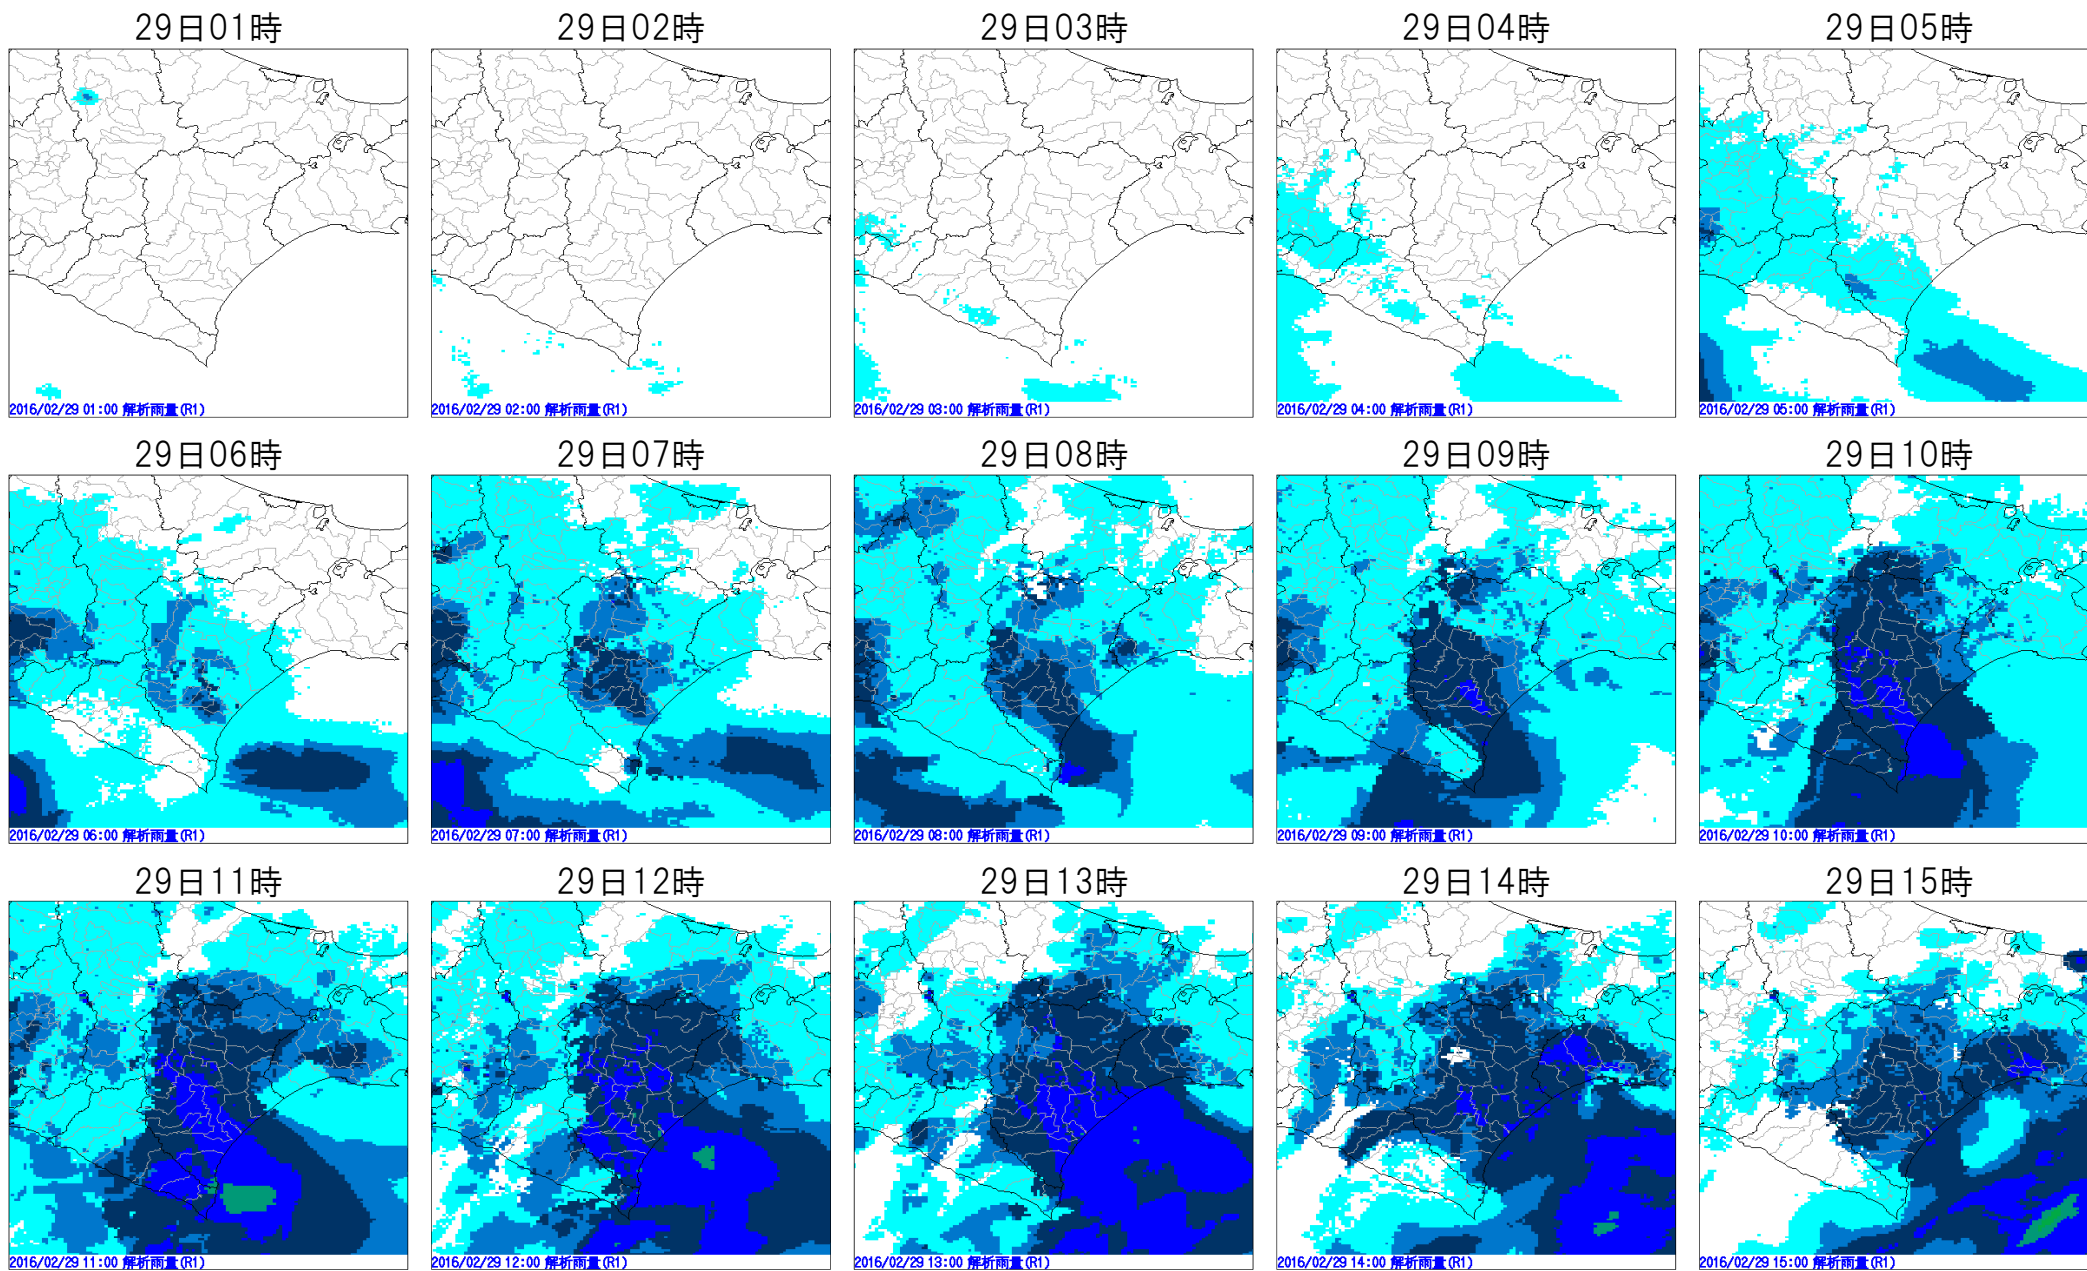 29日01時
29日02時
29日03時
29日04時
29日05時
2016/02/29 01:00 解析雨量(R1)
2016/02/29 02:00 解析雨量(R1)
2016/02/29 03:00 解析雨量(R1)
2016/02/29 04:00 解析雨量(R1)
2016/02/29 05:00 解析雨量(R1)
29日06時
29日07時
29日08時
29日09時
29日10時
2016/02/29 06:00 解析雨量(R1)
2016/02/29 07:00 解析雨量(R1)
2016/02/29 08:00 解析雨量(R1)
2016/02/29 09:00 解析雨量(R1)
2016/02/29 10:00 解析雨量(R1)
29日11時
29日12時
29日13時
29日14時
29日15時
2016/02/29 11:00 解析雨量(R1)
2016/02/29 12:00 解析雨量(R1)
2016/02/29 13:00 解析雨量(R1)
2016/02/29 14:00 解析雨量(R1)
2016/02/29 15:00 解析雨量(R1)